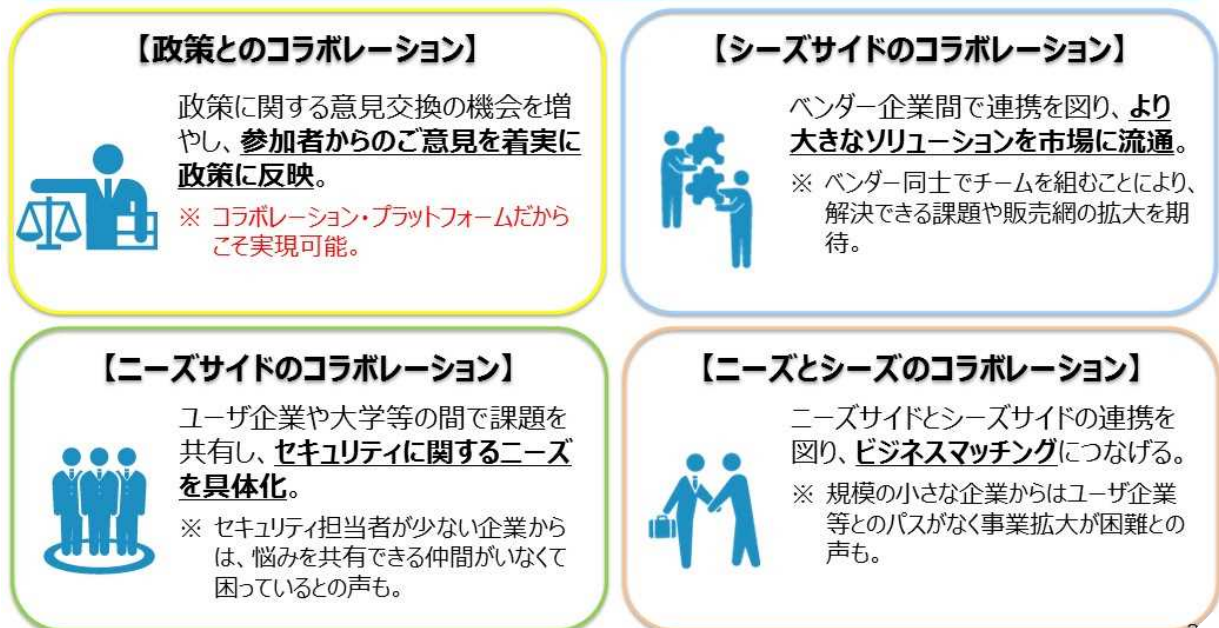 【政策とのコラボレーション】
政策に関する意見交換の機会を増
やし、参加者からのご意見を着実に
政策に反映。
※ コラボレーション・プラットフォームだから
こそ実現可能。
【シーズサイドのコラボレーション】
ベンダー企業間で連携を図り、より
大きなソリューションを市場に流通。
※ ベンダー同士でチームを組むことにより、
解決できる課題や販売網の拡大を期
待。
【ニーズサイドのコラボレーション】
ユーザ企業や大学等の間で課題を
共有し、セキュリティに関するニーズ
を具体化。
※ セキュリティ担当者が少ない企業から
は、悩みを共有できる仲間がいなくて
困っているとの声も。
【ニーズとシーズのコラボレーション】
ニーズサイドとシーズサイドの連携を
図り、ビジネスマッチングにつなげる。
※ 規模の小さな企業からはユーザ企業
等とのパスがなく事業拡大が困難との
声も。